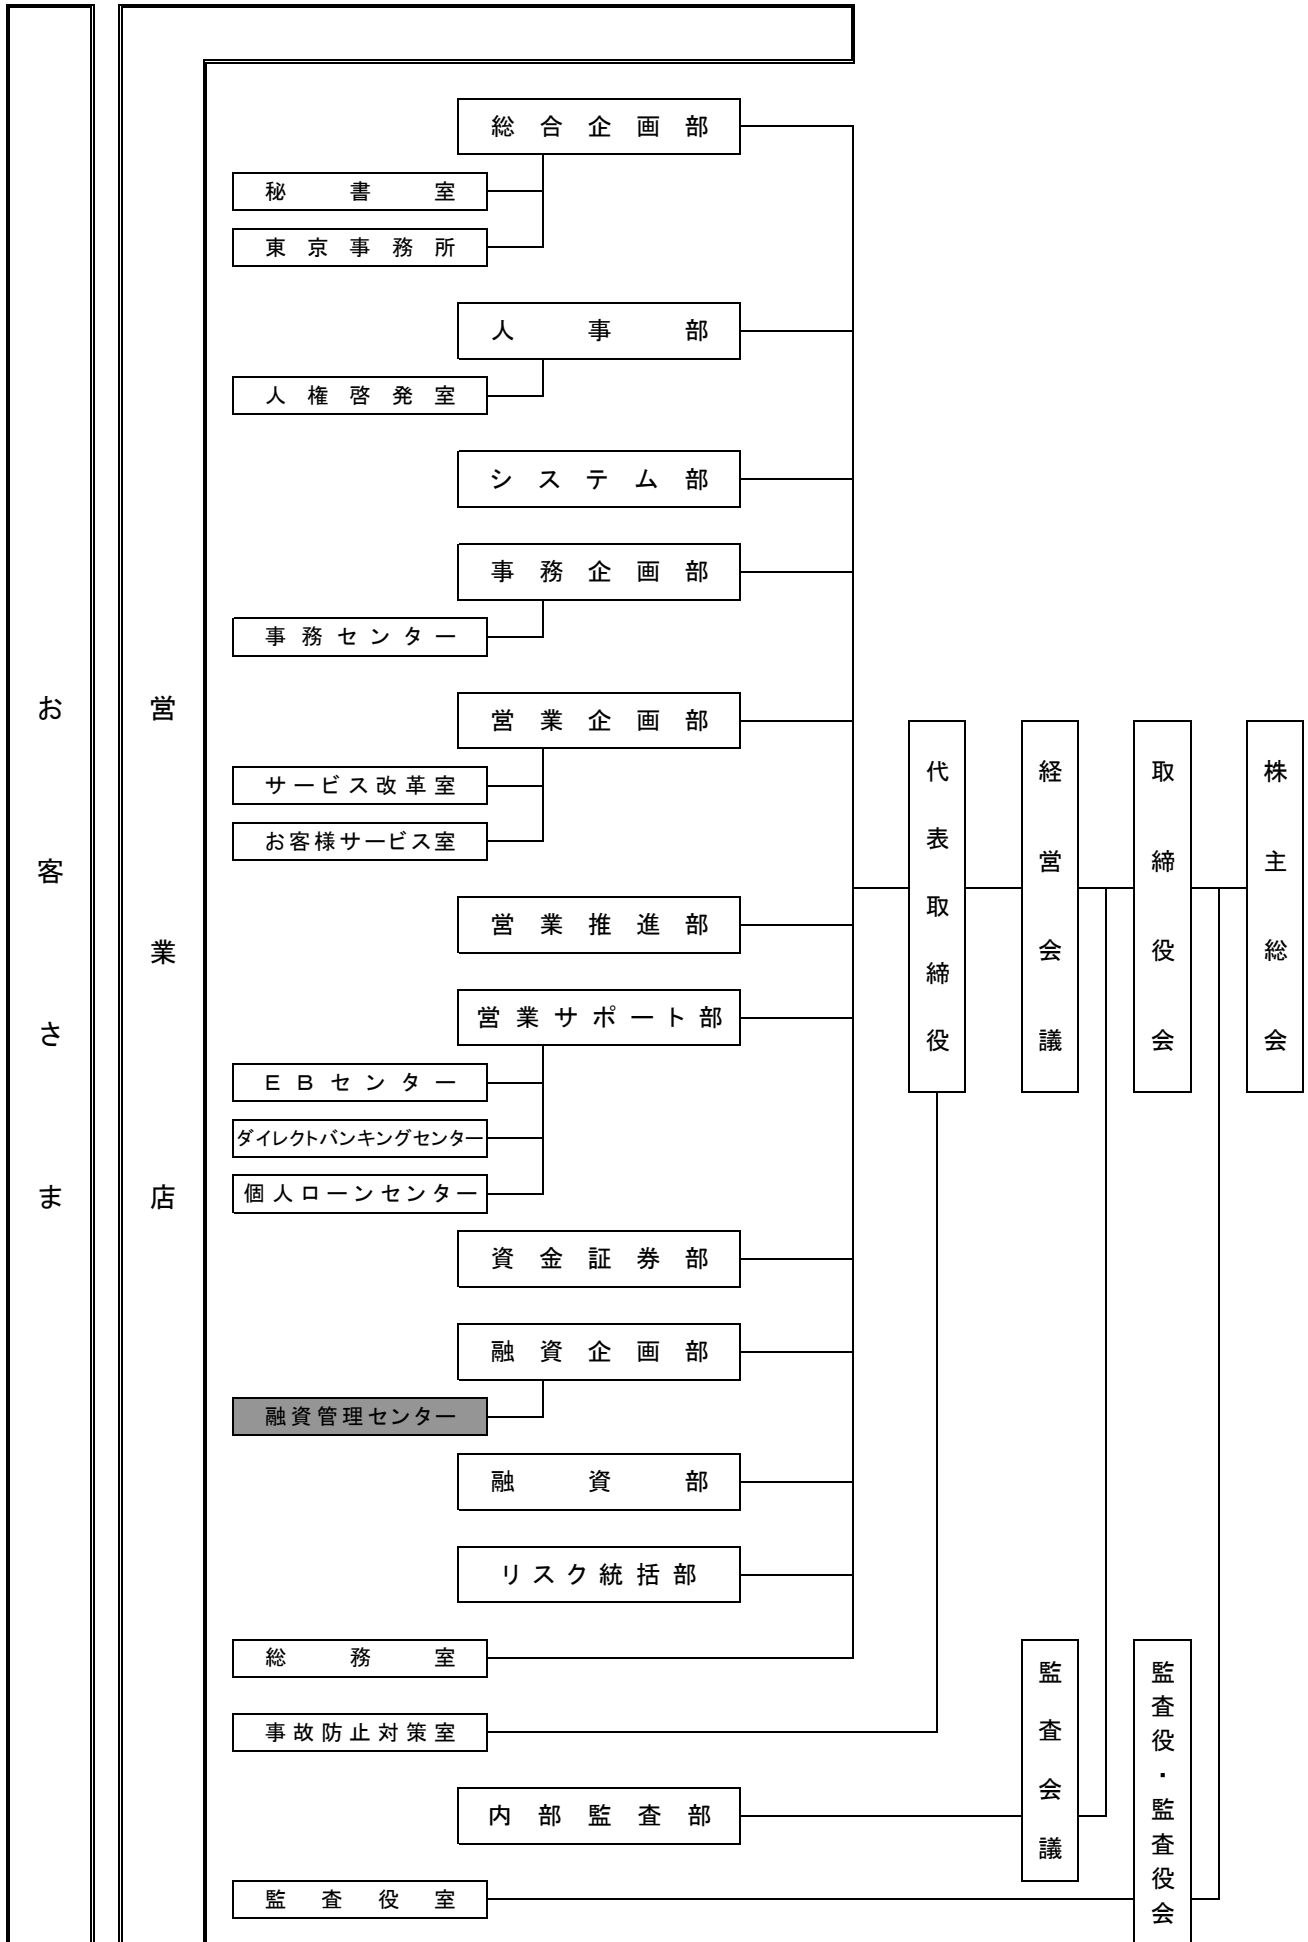 総合企画部
秘書室
東京事務所
人事部
人権啓発室
システム部
事務企画部
事務センター
営業企画部
サービス改革室
お客様サービス室
営業推進部
営業サポート部
ＥＢセンター
ダイレクトバンキングセンター
個人ローンセンター
資金証券部
融資企画部
融資管理センター
融資部
リスク統括部
総務室
事故防止対策室
内部監査部
監査役室
お客さま
営業店
代表取締役
経営会議
取締役会
株主総会
監査会議
監査役・監査役会